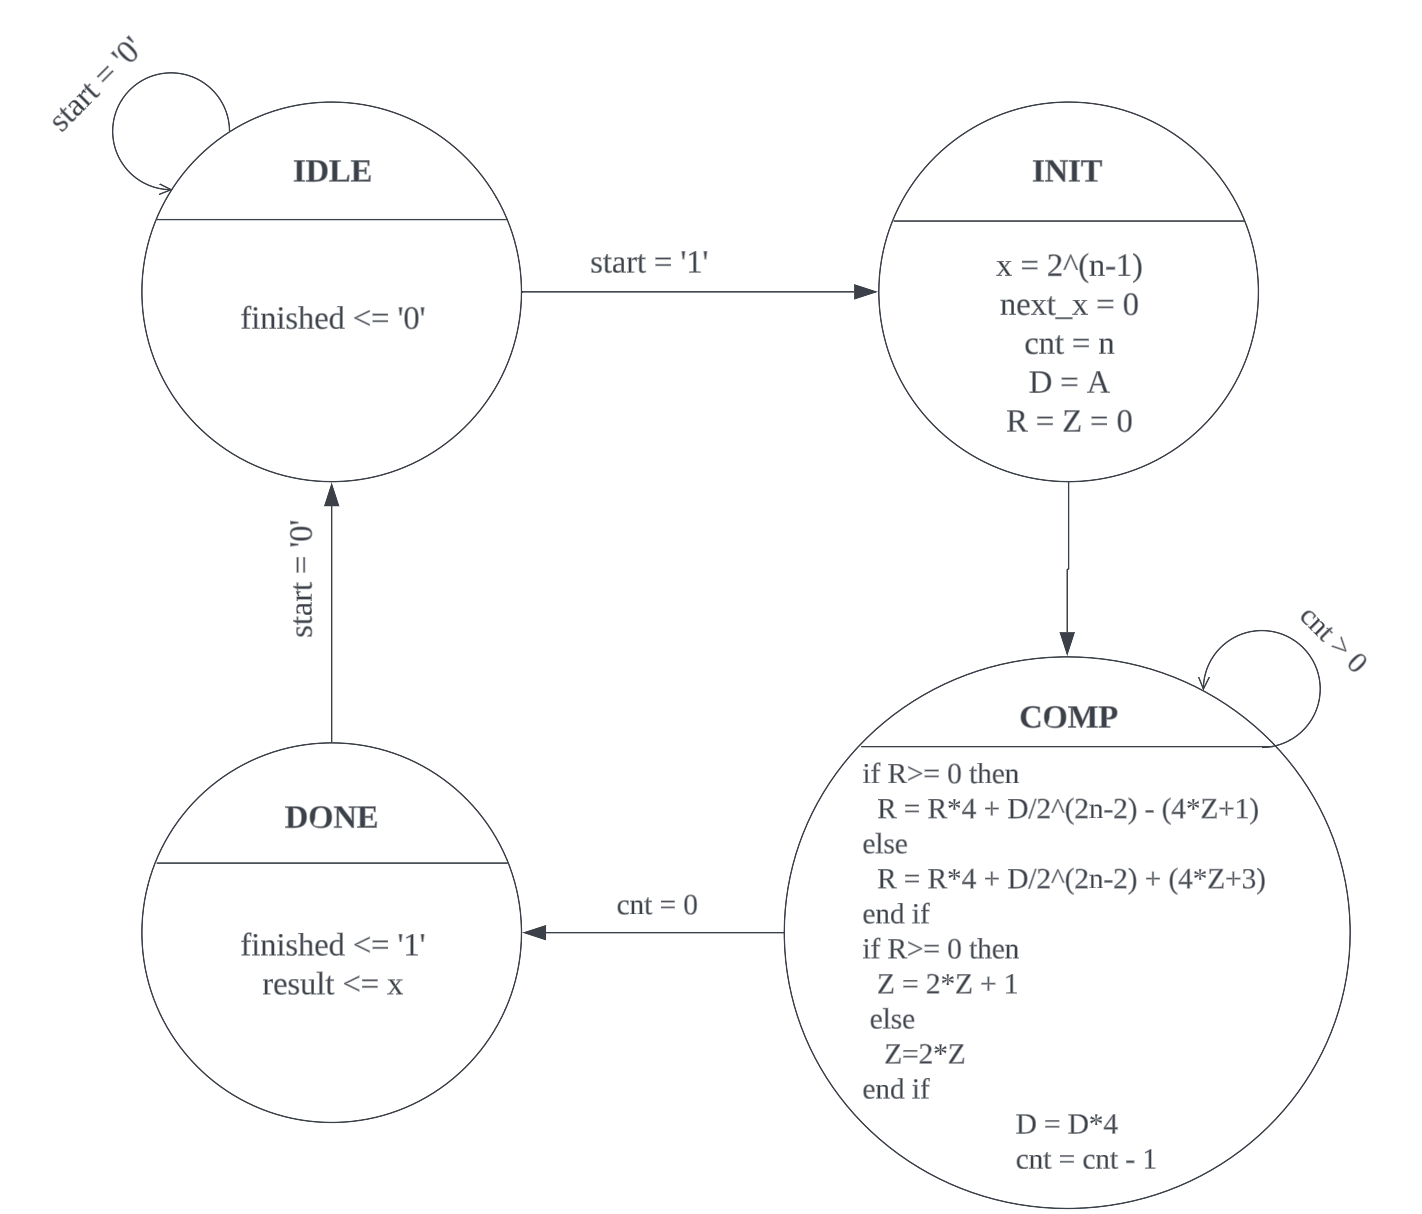 start = '0'
IDLE
finished <= '0'
start = '1'
INIT
x = 2^(n-1)
next_x = 0
cnt = n
D = A
R = Z = 0
cnt > 0
COMP
if R>= 0 then
R = R*4 + D/2^(2n-2) - (4*Z+1)
else
R = R*4 + D/2^(2n-2) + (4*Z+3)
end if
if R>= 0 then
Z = 2*Z + 1
else
Z=2*Z
end if
D = D*4
cnt = cnt - 1
cnt = 0
DONE
finished <= '1'
result <= x
start = '0'